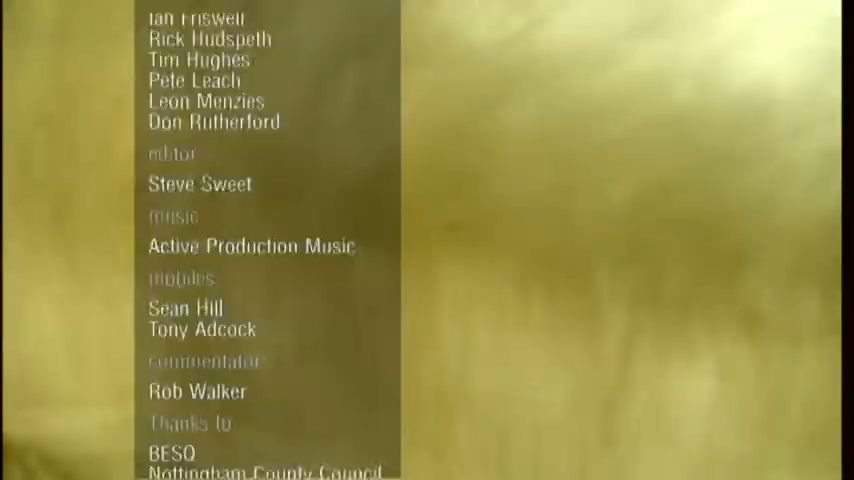 Ian Friswell
Rick Hudspeth
Tim Hughes
Pete Leach
Leon Menzies
Don Rutherford
editor
Steve Sweet
music
Active Production Music
mobiles
Sean Hill
Tony Adcock
commentator
Rob Walker
Thanks to
BESQ
Nottingham County Council